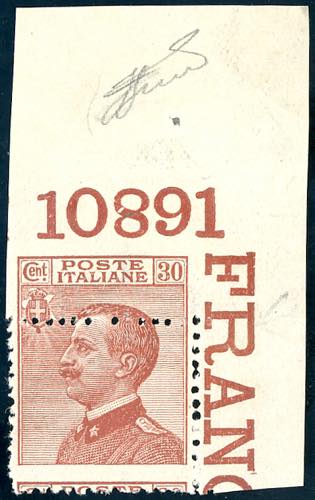 10891
Cent. POSTE ITALIANE 30
FRANC